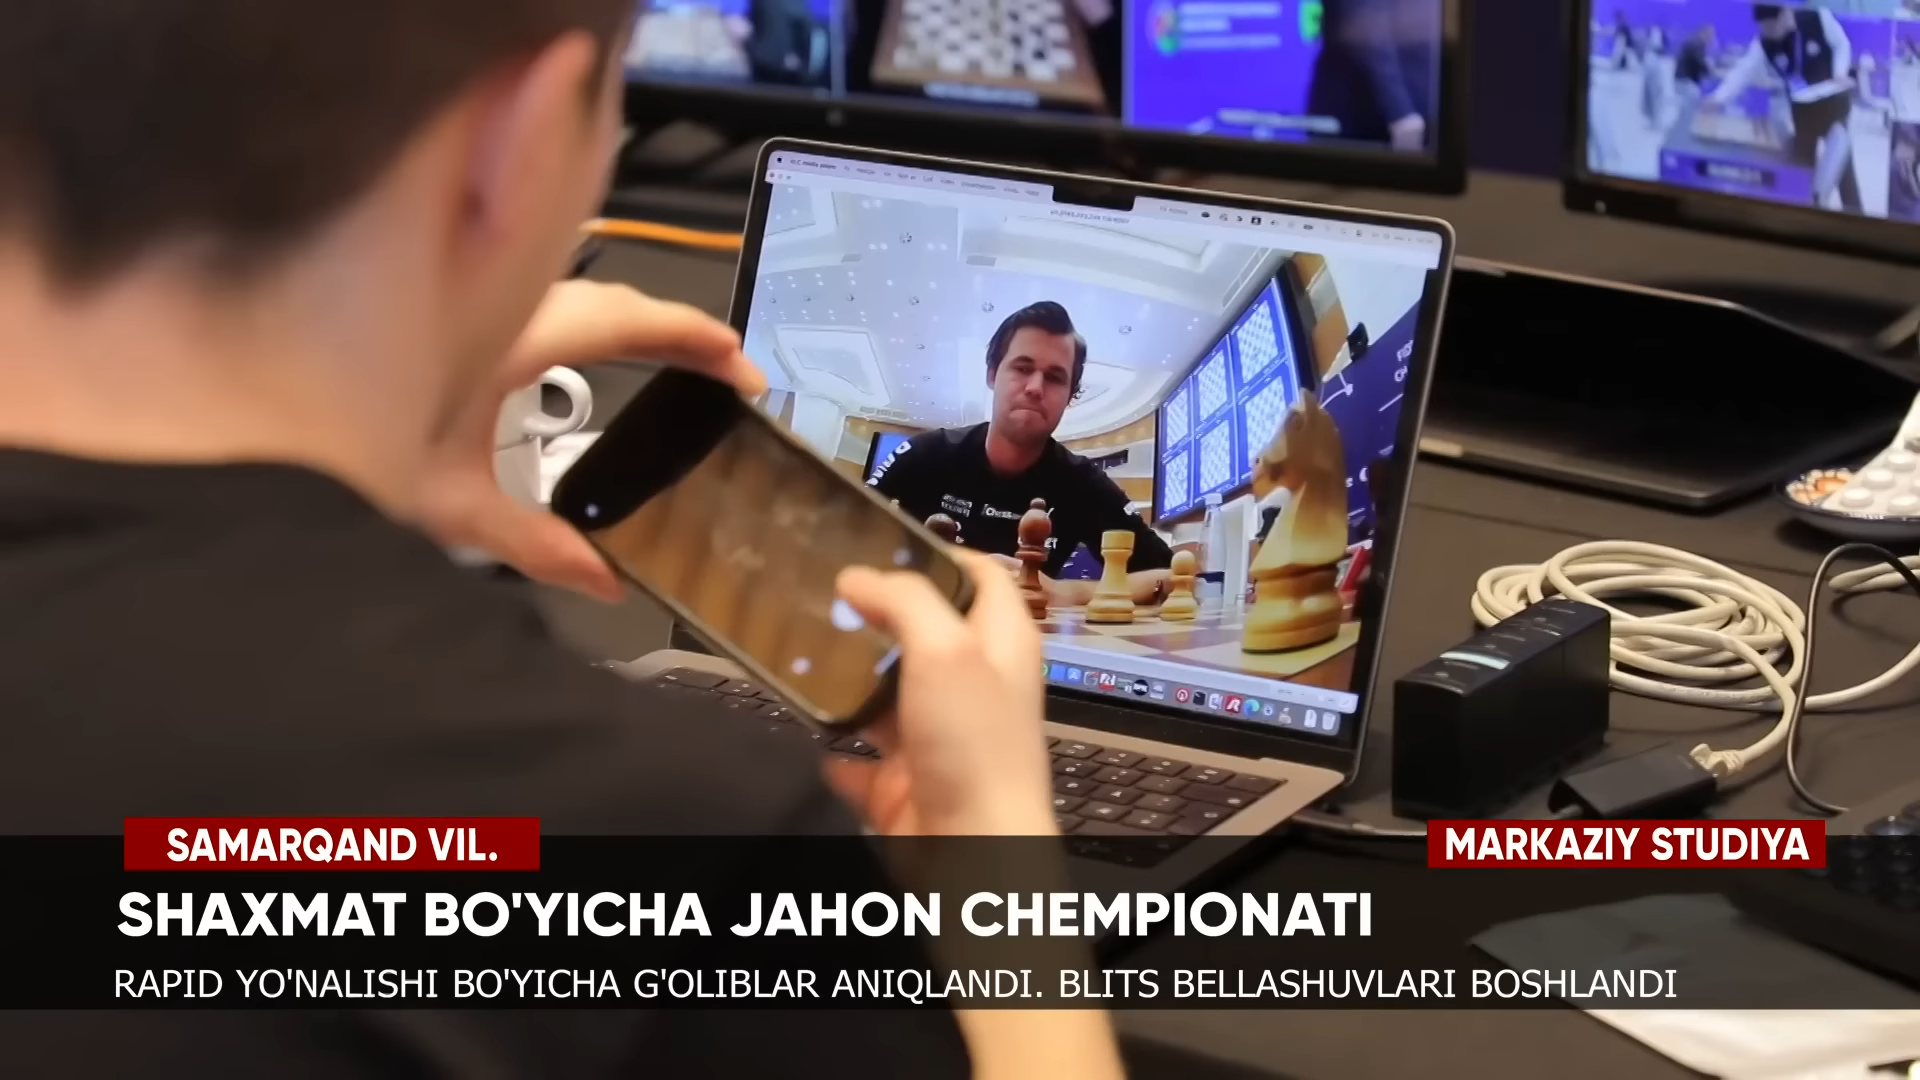 SAMARQAND VIL.
MARKAZIY STUDIYA
SHAXMAT BO'YICHA JAHON CHEMPIONATI
RAPID YO'NALISHI BO'YICHA G'OLIBLAR ANIQLANDI. BLITS BELLASHUVLARI BOSHLANDI